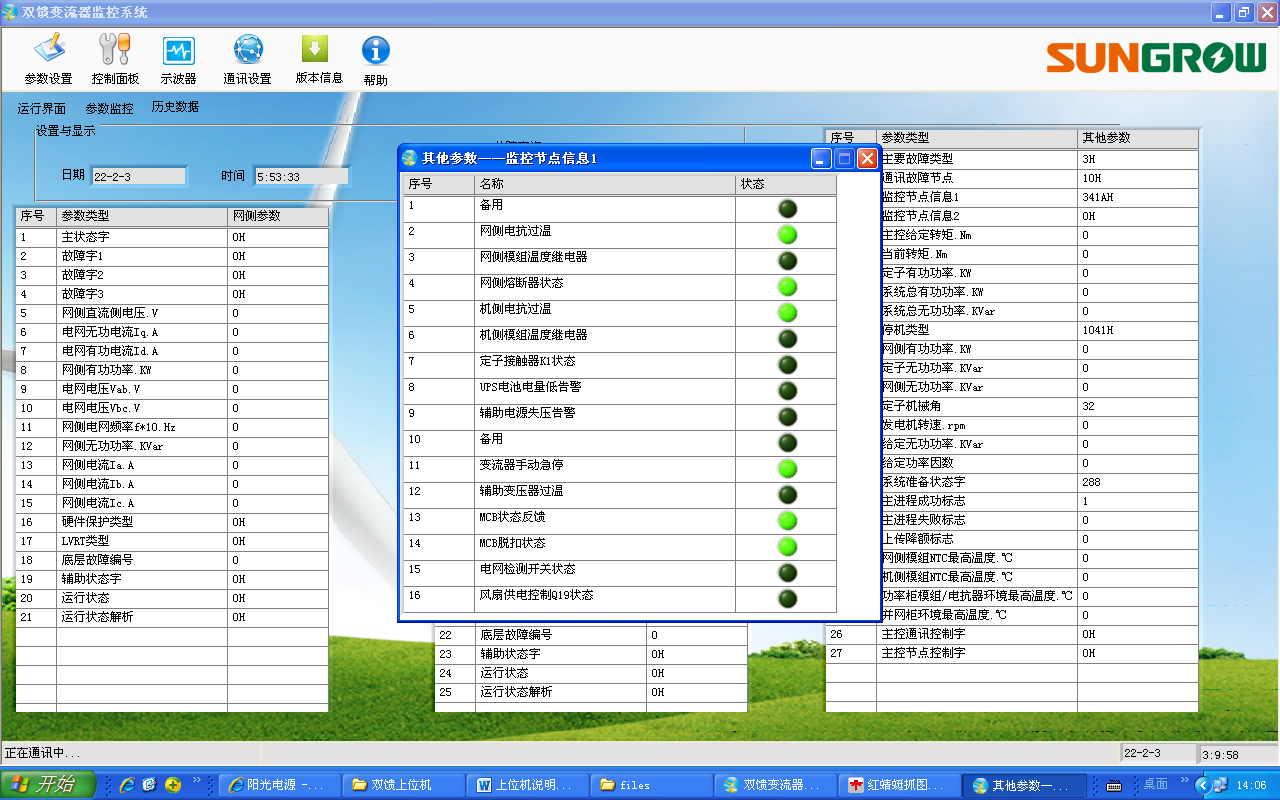 双馈变流器监控系统
参数设置 控制面板 示波器 通讯设置 版本信息 帮助
SUNGROW
运行界面 参数监控 历史数据
设置与显示
日期 22-2-3 时间 5:53:33
序号 参数类型 网侧参数
1 主状态字 0H
2 故障字1 0H
3 故障字2 0H
4 故障字3 0H
5 网侧直流侧电压.V 0
6 电网无功电流Iq.A 0
7 电网有功电流Id.A 0
8 网侧有功功率.KW 0
9 电网电压Vab.V 0
10 电网电压Vbc.V 0
11 网侧电网频率f*10.Hz 0
12 网侧无功功率.KVar 0
13 网侧电流Ia.A 0
14 网侧电流Ib.A 0
15 网侧电流Ic.A 0
16 硬件保护类型 0H
17 LVRT类型 0H
18 底层故障编号 0
19 辅助状态字 0H
20 运行状态 0H
21 运行状态解析 0H
其他参数——监控节点信息1
序号 名称 状态
1 备用
2 网侧电抗过温
3 网侧模组温度继电器
4 网侧熔断器状态
5 机侧电抗过温
6 机侧模组温度继电器
7 定子接触器K1状态
8 UPS电池电量低告警
9 辅助电源失压告警
10 备用
11 变流器手动急停
12 辅助变压器过温
13 MCB状态反馈
14 MCB脱扣状态
15 电网检测开关状态
16 风扇供电控制Q19状态
22 底层故障编号 0
23 辅助状态字 0H
24 运行状态 0H
25 运行状态解析 0H
序号 参数类型 其他参数
主要故障类型 3H
通讯故障节点 10H
监控节点信息1 341AH
监控节点信息2 0H
主控给定转矩.Nm 0
当前转矩.Nm 0
定子有功功率.KW 0
系统总有功功率.KW 0
系统总无功功率.KVar 0
停机类型 1041H
网侧有功功率.KW 0
定子无功功率.KVar 0
网侧无功功率.KVar 0
定子机械角 32
发电机转速.rpm 0
给定无功功率.KVar 0
给定功率因数 0
系统准备状态字 288
主进程成功标志 1
主进程失败标志 0
上传降额标志 0
网侧模组NTC最高温度.℃ 0
机侧模组NTC最高温度.℃ 0
功率柜模组/电抗器环境最高温度.℃ 0
并网柜环境最高温度.℃ 0
26 主控通讯控制字 0H
27 主控节点控制字 0H
正在通讯中... 22-2-3 3:9:58
开始 阳光电源 -... 双馈上位机 上位机说明... files 双馈变流器... 红蜻蜓抓图... 其他参数一... 桌面 14:06